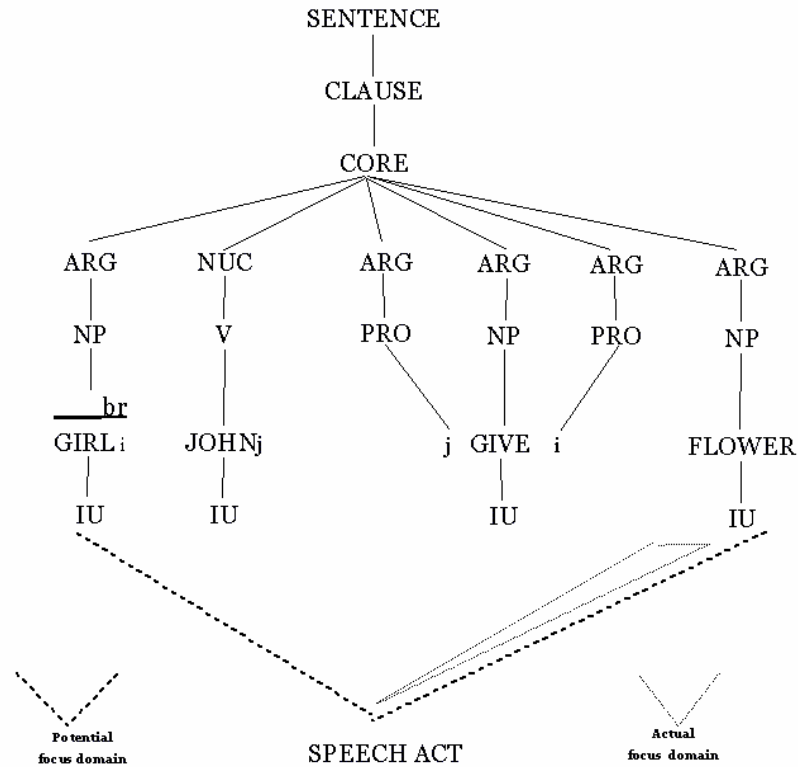 SENTENCE
CLAUSE
CORE
ARG NUC ARG ARG ARG ARG
NP V PRO NP PRO NP
br
GIRL i JOHNj j GIVE i FLOWER
IU IU IU IU
Potential
focus domain
SPEECH ACT
Actual
focus domain